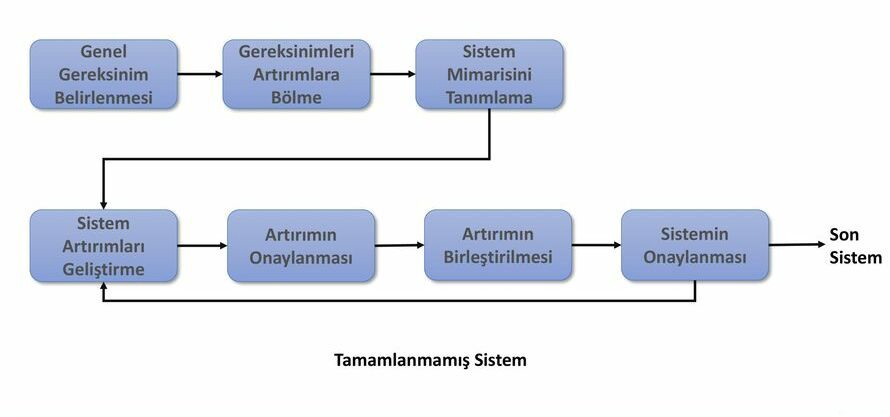 Genel
Gereksinim
Belirlenmesi
Gereksinimleri
Artırımlara
Bölme
Sistem
Mimarisini
Tanımlama
Sistem
Artırımları
Geliştirme
Artırımın
Onaylanması
Artırımın
Birleştirilmesi
Sistemin
Onaylanması
Son
Sistem
Tamamlanmamış Sistem